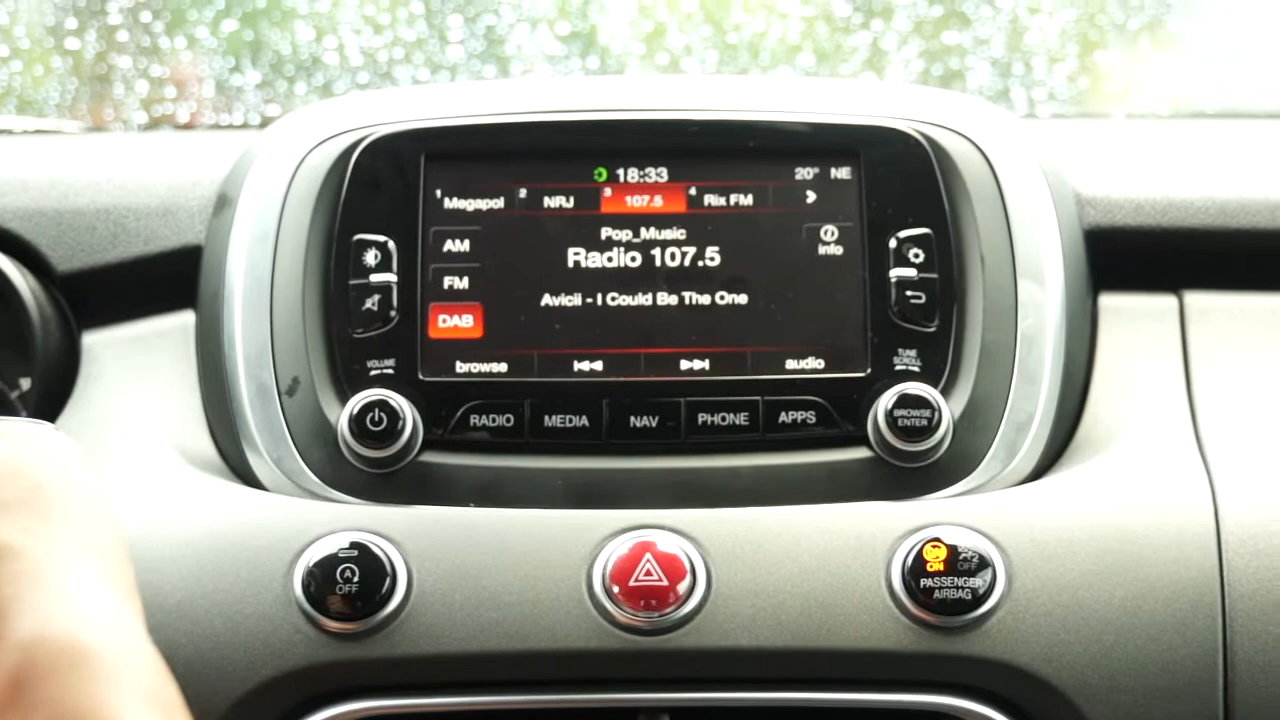 18:33 20° NE
1 Megapol 2 NRJ 3 107.5 4 Rix FM
Pop_Music
info
AM
Radio 107.5
FM
Avicii - I Could Be The One
DAB
browse audio
VOLUME
TUNE
SCROLL
RADIO MEDIA NAV PHONE APPS
BROWSE
ENTER
A
OFF
ON
2
OFF
PASSENGER
AIRBAG